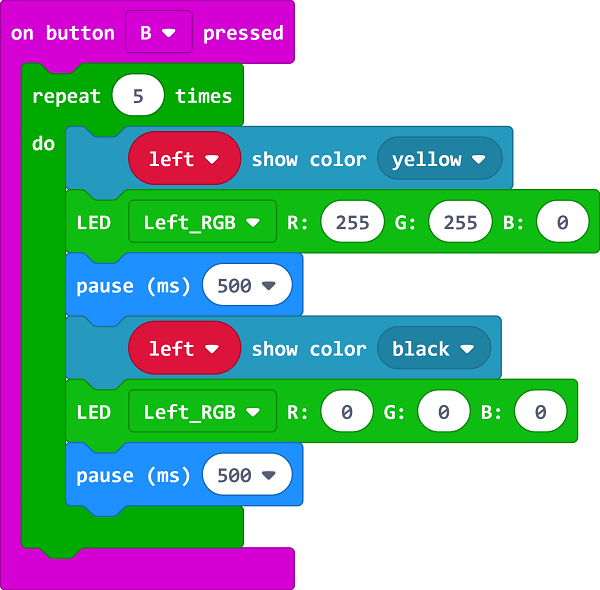 on button B pressed
repeat 5 times
do
left show color yellow
LED Left_RGB R: 255 G: 255 B: 0
pause (ms) 500
left show color black
LED Left_RGB R: 0 G: 0 B: 0
pause (ms) 500